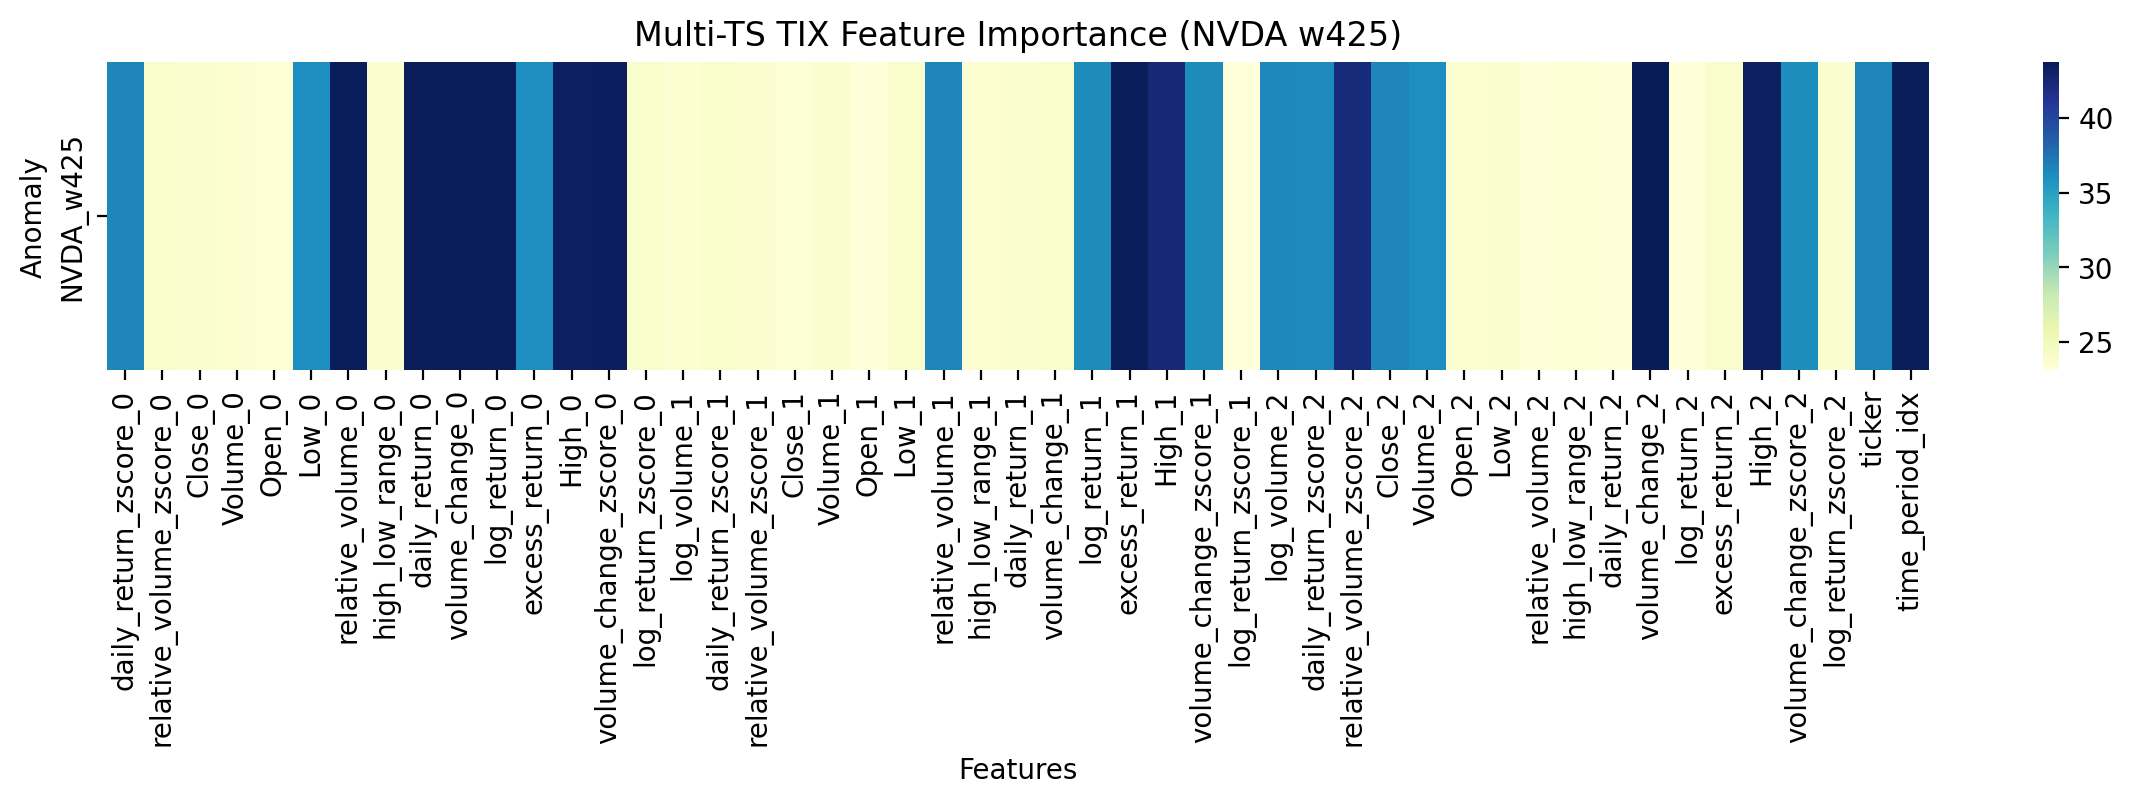 Multi-TS TIX Feature Importance (NVDA w425)
Anomaly
NVDA_w425
40
35
30
25
daily_return_zscore_0
relative_volume_zscore_0
Close_0
Volume_0
Open_0
Low_0
relative_volume_0
high_low_range_0
daily_return_0
volume_change_0
log_return_0
excess_return_0
High_0
volume_change_zscore_0
log_return_zscore_0
log_volume_1
daily_return_zscore_1
relative_volume_zscore_1
Close_1
Volume_1
Open_1
Low_1
relative_volume_1
high_low_range_1
daily_return_1
volume_change_1
log_return_1
excess_return_1
High_1
volume_change_zscore_1
log_return_zscore_1
log_volume_2
daily_return_zscore_2
relative_volume_zscore_2
Close_2
Volume_2
Open_2
Low_2
relative_volume_2
high_low_range_2
daily_return_2
volume_change_2
log_return_2
excess_return_2
High_2
volume_change_zscore_2
log_return_zscore_2
ticker
time_period_idx
Features